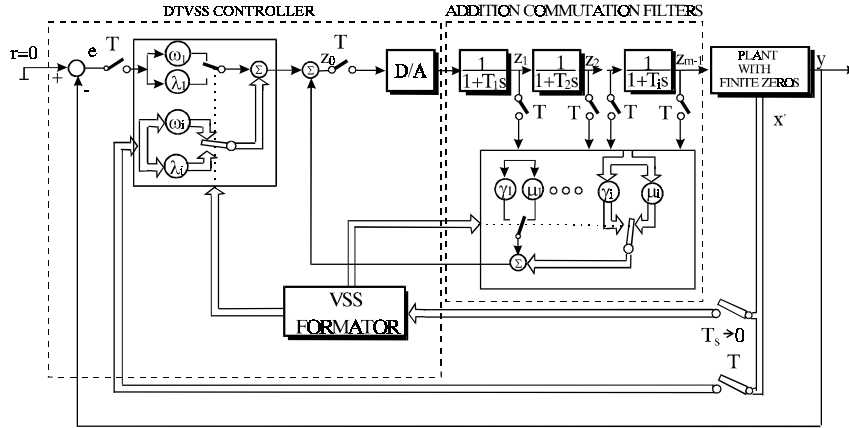 DTVSS CONTROLLER
ADDITION COMMUTATION FILTERS
r=0
+
-
e
T
ω1
λ1
ωi
λi
Σ
Σ
z0
T
D/A
1
1+T1s
z1
1
1+T2s
z2
1
1+Tis
zm-1
PLANT
WITH
FINITE ZEROS
y
x'
T
T
T
T
γ1
μ1
γi
μi
Σ
VSS
FORMATOR
Ts→0
T